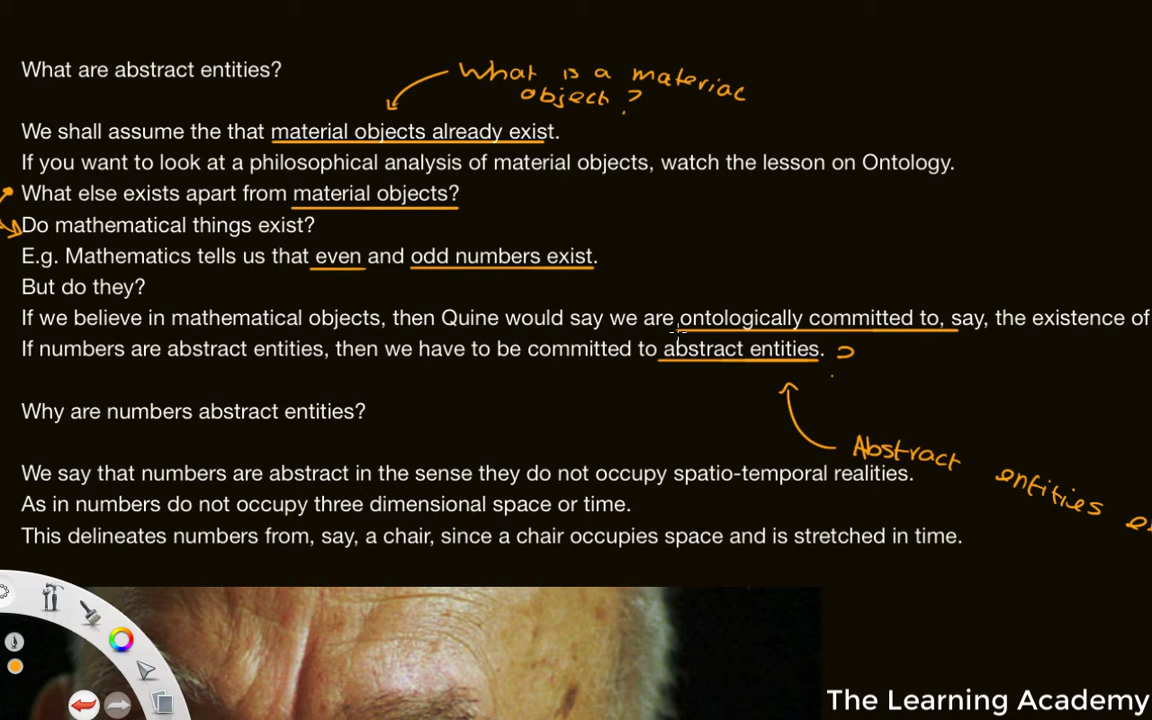 What are abstract entities?
What is a material
object?
We shall assume the that material objects already exist.
If you want to look at a philosophical analysis of material objects, watch the lesson on Ontology.
What else exists apart from material objects?
Do mathematical things exist?
E.g. Mathematics tells us that even and odd numbers exist.
But do they?
If we believe in mathematical objects, then Quine would say we are ontologically committed to, say, the existence of
If numbers are abstract entities, then we have to be committed to abstract entities. ?
Why are numbers abstract entities?
Abstract entities
We say that numbers are abstract in the sense they do not occupy spatio-temporal realities.
As in numbers do not occupy three dimensional space or time.
This delineates numbers from, say, a chair, since a chair occupies space and is stretched in time.
The Learning Academy